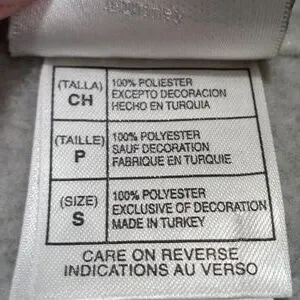 (TALLA) 100% POLIESTER
CH EXCEPTO DECORACION
HECHO EN TURQUIA
(TAILLE) 100% POLYESTER
P SAUF DECORATION
FABRIQUE EN TURQUIE
(SIZE) 100% POLYESTER
S EXCLUSIVE OF DECORATION
MADE IN TURKEY
CARE ON REVERSE
INDICATIONS AU VERSO